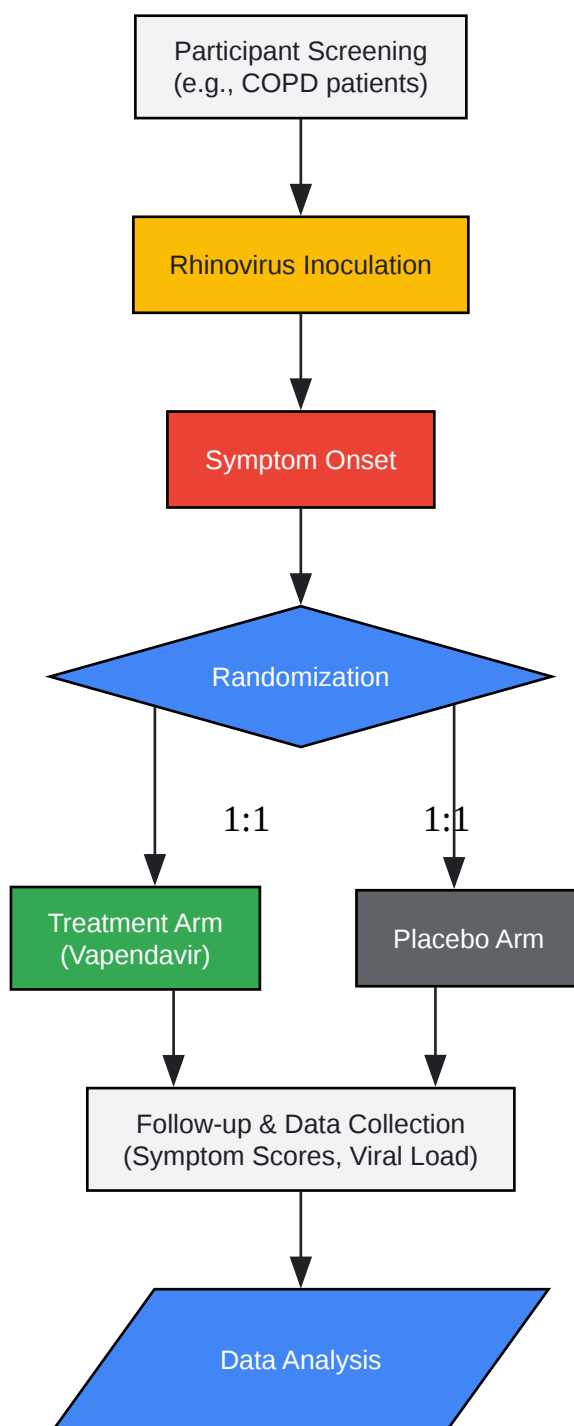 Participant Screening
(e.g., COPD patients)
Rhinovirus Inoculation
Symptom Onset
Randomization
1:1
1:1
Treatment Arm
(Vapendavir)
Placebo Arm
Follow-up & Data Collection
(Symptom Scores, Viral Load)
Data Analysis